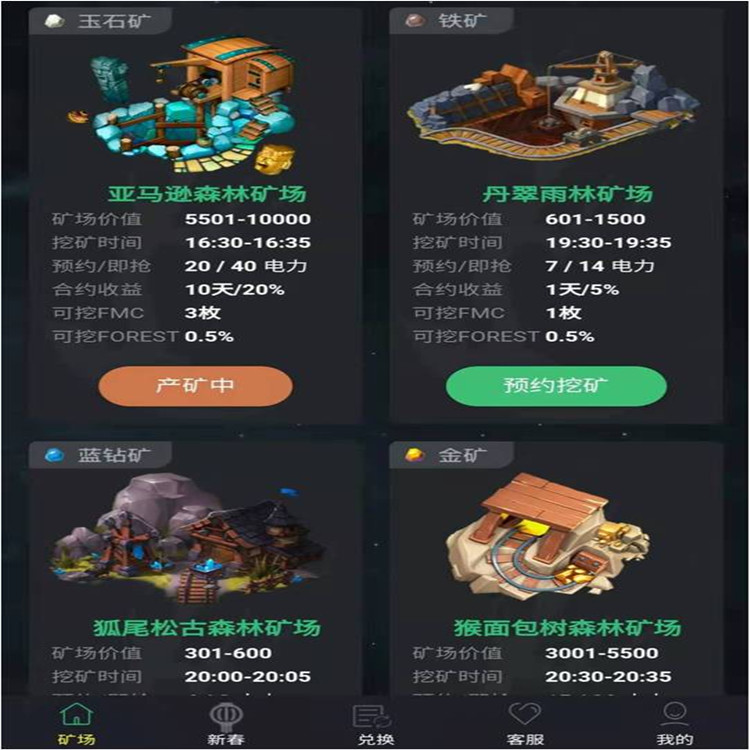 玉石矿
铁矿
亚马逊森林矿场
丹翠雨林矿场
矿场价值 5501-10000
矿场价值 601-1500
挖矿时间 16:30-16:35
挖矿时间 19:30-19:35
预约/即抢 20 / 40 电力
预约/即抢 7 / 14 电力
合约收益 10天/20%
合约收益 1天/5%
可挖FMC 3枚
可挖FMC 1枚
可挖FOREST 0.5%
可挖FOREST 0.5%
产矿中
预约挖矿
蓝钻矿
金矿
狐尾松古森林矿场
猴面包树森林矿场
矿场价值 301-600
矿场价值 3001-5500
挖矿时间 20:00-20:05
挖矿时间 20:30-20:35
矿场
新春
兑换
客服
我的